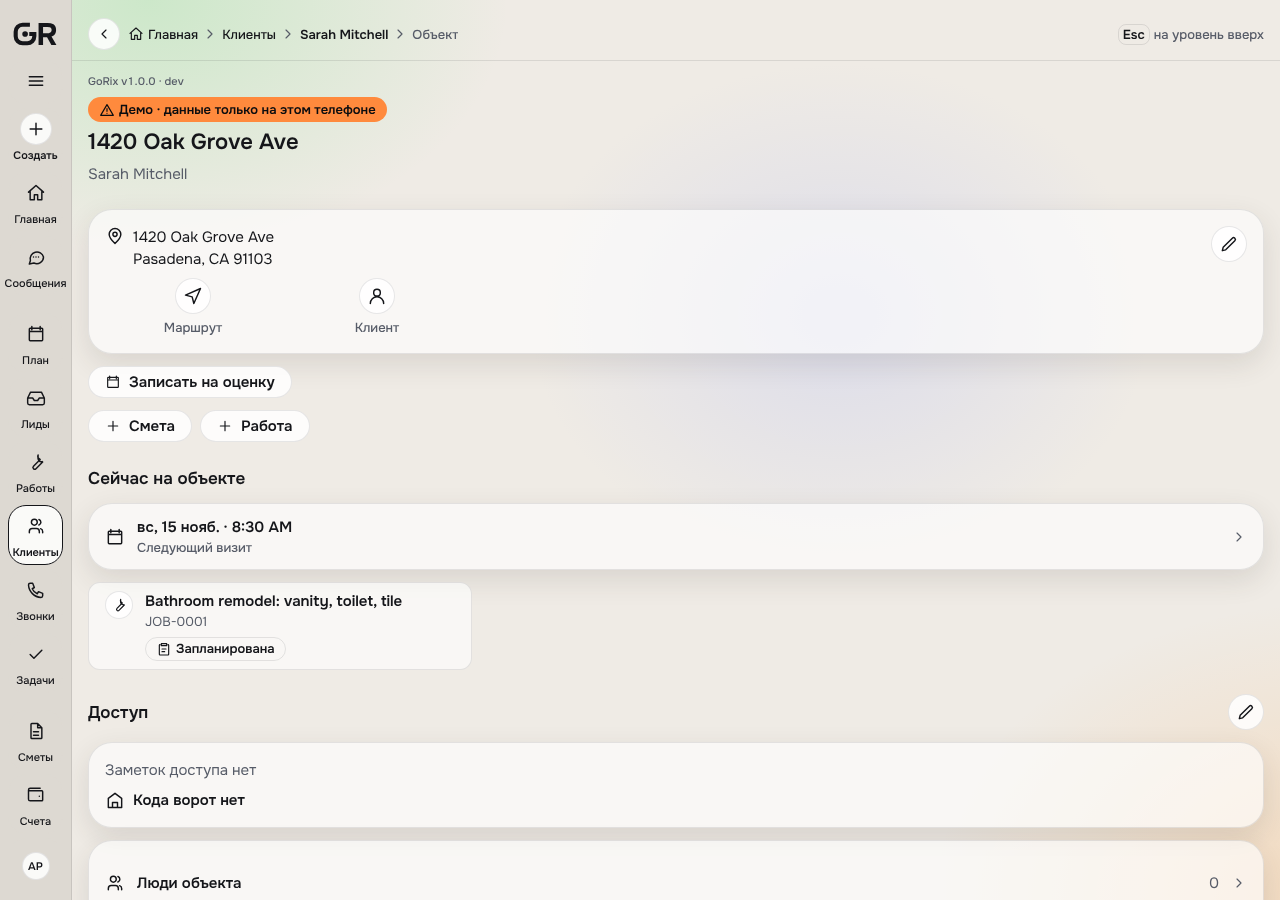 GR
Главная
Клиенты
Sarah Mitchell
Объект
Esc на уровень вверх
GoRix v1.0.0 · dev
Демо · данные только на этом телефоне
1420 Oak Grove Ave
Sarah Mitchell
1420 Oak Grove Ave
Pasadena, CA 91103
Маршрут
Клиент
Записать на оценку
Смета
Работа
Сейчас на объекте
вс, 15 нояб. · 8:30 AM
Следующий визит
Bathroom remodel: vanity, toilet, tile
JOB-0001
Запланирована
Доступ
Заметок доступа нет
Кода ворот нет
Люди объекта
0
Создать
Главная
Сообщения
План
Лиды
Работы
Клиенты
Звонки
Задачи
Сметы
Счета
AP